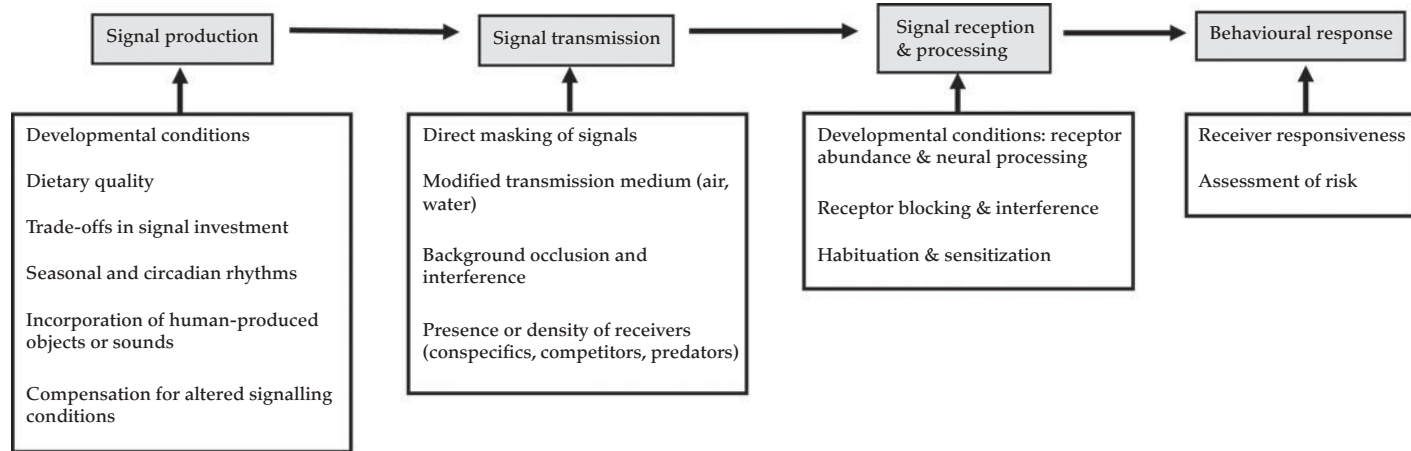 Signal production
Signal transmission
Signal reception
& processing
Behavioural response
Developmental conditions
Dietary quality
Trade-offs in signal investment
Seasonal and circadian rhythms
Incorporation of human-produced
objects or sounds
Compensation for altered signalling
conditions
Direct masking of signals
Modified transmission medium (air,
water)
Background occlusion and
interference
Presence or density of receivers
(conspecifics, competitors, predators)
Developmental conditions: receptor
abundance & neural processing
Receptor blocking & interference
Habituation & sensitization
Receiver responsiveness
Assessment of risk